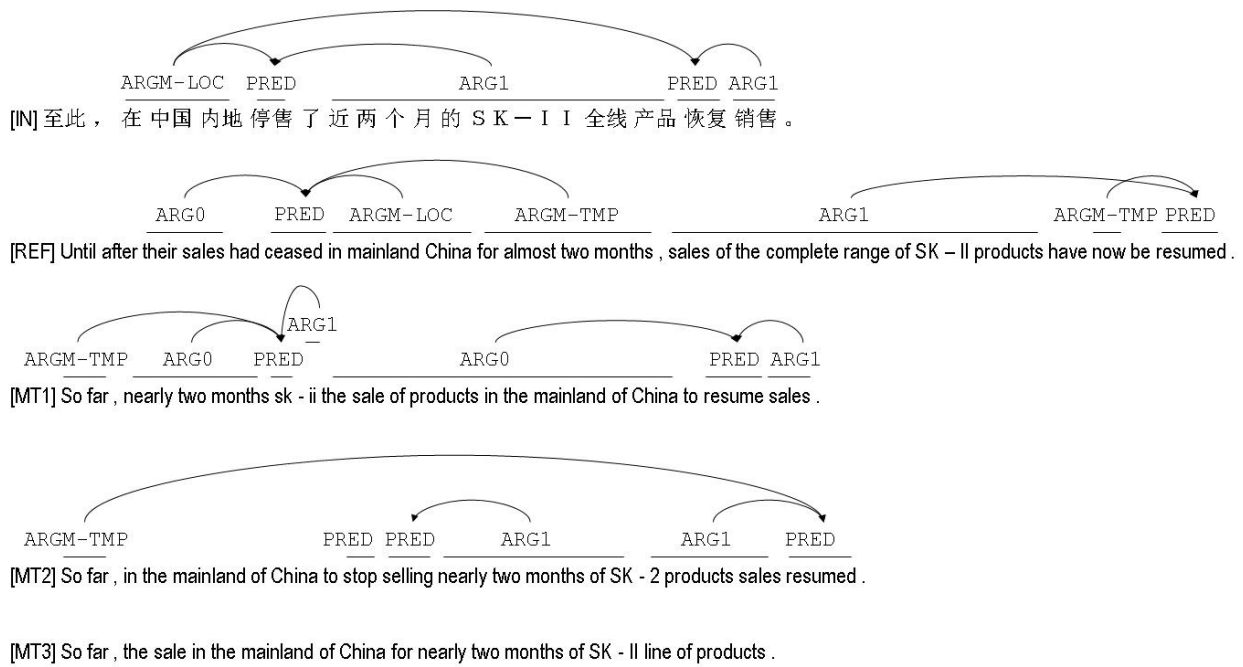 ARGM-LOC PRED ARG1 PRED ARG1
[IN] 至此，在中国内地停售了近两个月的ＳＫ－ＩＩ全线产品恢复销售。
ARG0 PRED ARGM-LOC ARGM-TMP ARG1 ARGM-TMP PRED
[REF] Until after their sales had ceased in mainland China for almost two months , sales of the complete range of SK – II products have now be resumed .
ARG1
ARGM-TMP ARG0 PRED ARG0 PRED ARG1
[MT1] So far , nearly two months sk - ii the sale of products in the mainland of China to resume sales .
ARGM-TMP PRED PRED ARG1 ARG1 PRED
[MT2] So far , in the mainland of China to stop selling nearly two months of SK - 2 products sales resumed .
[MT3] So far , the sale in the mainland of China for nearly two months of SK - II line of products .